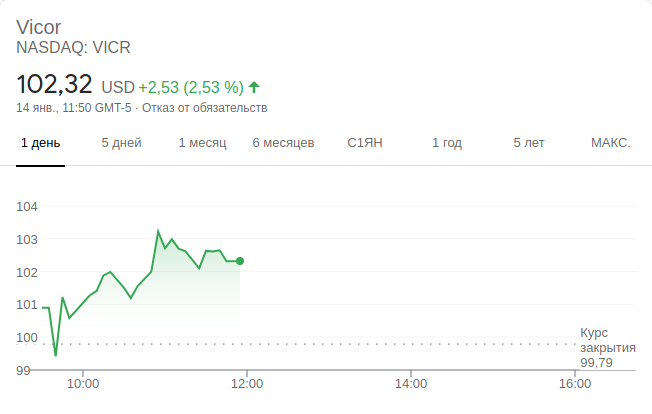 Vicor
NASDAQ: VICR
102,32 USD +2,53 (2,53 %)
14 янв., 11:50 GMT-5 · Отказ от обязательств
1 день 5 дней 1 месяц 6 месяцев С1ЯН 1 год 5 лет МАКС.
104
103
102
101
100
99
Курс
закрытия
99,79
10:00 12:00 14:00 16:00